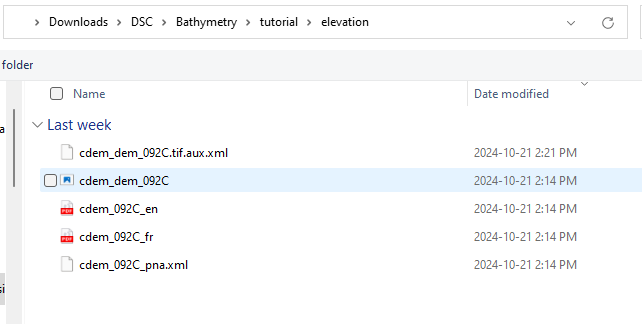 Downloads > DSC > Bathymetry > tutorial > elevation
folder
Name Date modified
Last week
cdem_dem_092C.tif.aux.xml 2024-10-21 2:21 PM
cdem_dem_092C 2024-10-21 2:14 PM
cdem_092C_en 2024-10-21 2:14 PM
cdem_092C_fr 2024-10-21 2:14 PM
cdem_092C_pna.xml 2024-10-21 2:14 PM